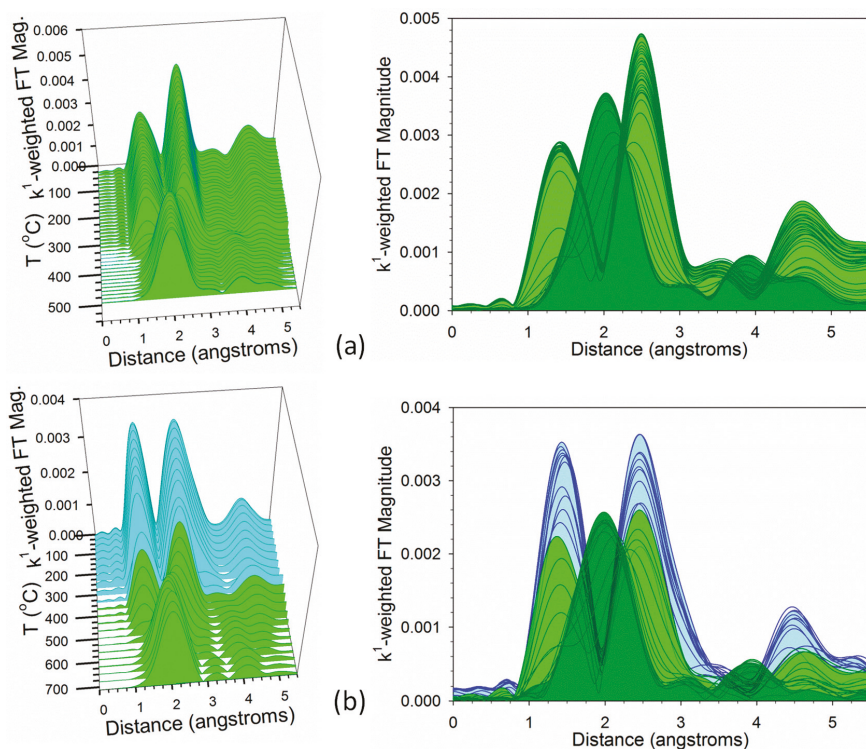 0.006
0.005
0.004
0.003
0.002
0.001
0.000
k¹-weighted FT Mag.
100
200
300
400
500
T (°C)
0 1 2 3 4 5
Distance (angstroms)
(a)
0.005
0.004
0.003
0.002
0.001
0.000
k¹-weighted FT Magnitude
0 1 2 3 4 5
Distance (angstroms)
0.004
0.003
0.002
0.001
0.000
k¹-weighted FT Mag.
100
200
300
400
500
600
700
T (°C)
0 1 2 3 4 5
Distance (angstroms)
(b)
0.004
0.003
0.002
0.001
0.000
k¹-weighted FT Magnitude
0 1 2 3 4 5
Distance (angstroms)